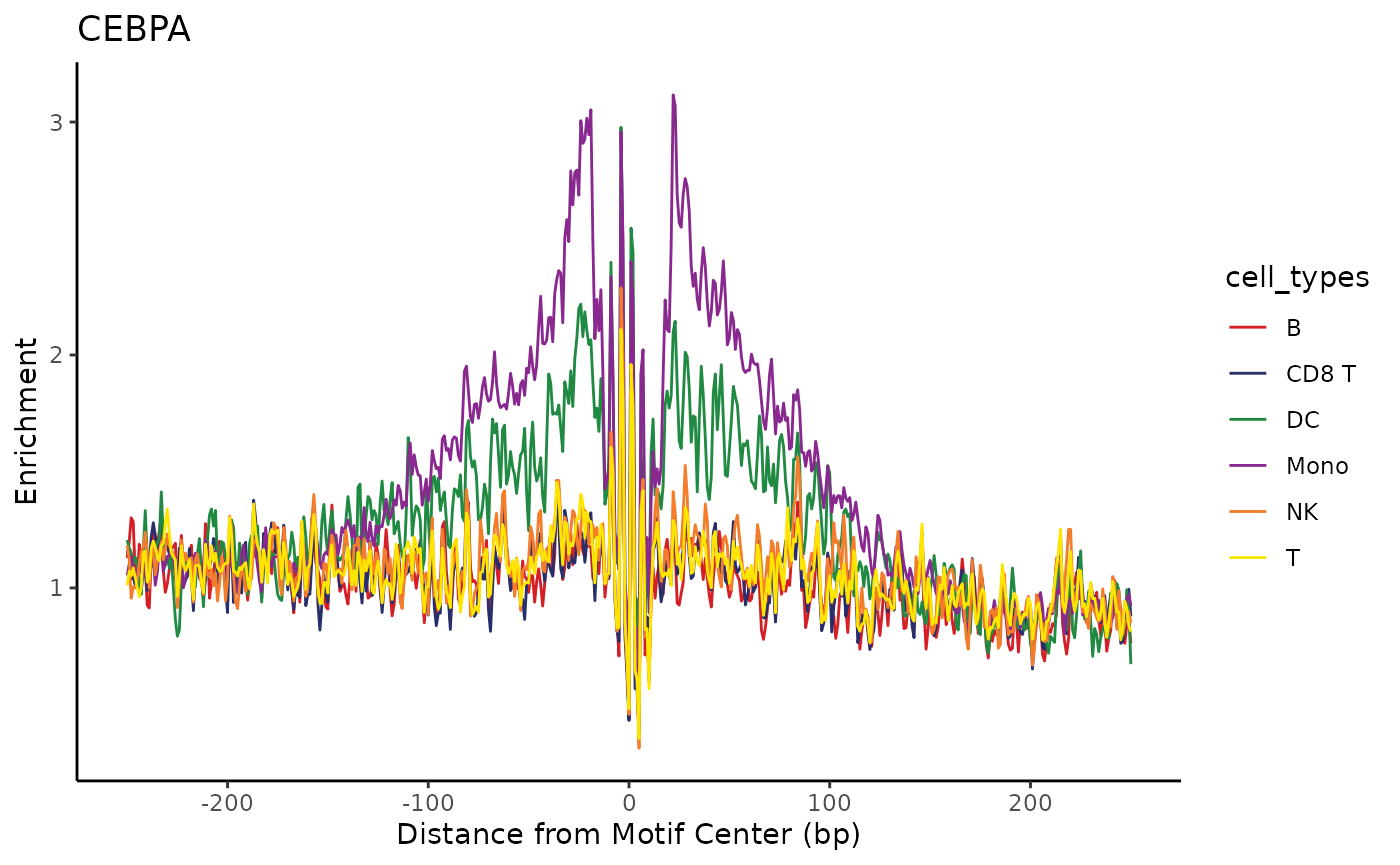 CEBPA
3
2
1
Enrichment
-200
-100
0
100
200
Distance from Motif Center (bp)
cell_types
B
CD8 T
DC
Mono
NK
T